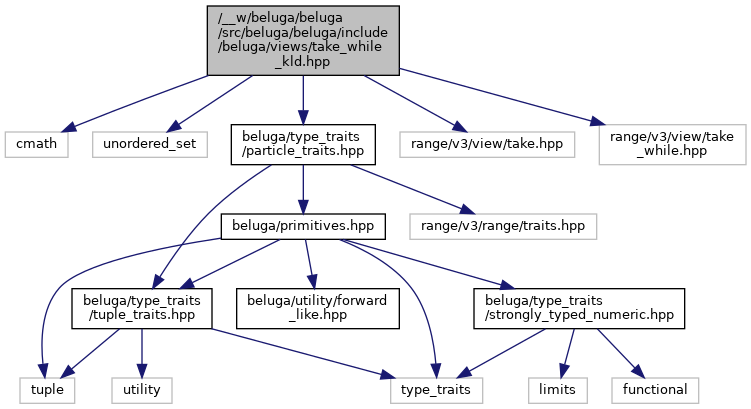 /__w/beluga/beluga
/src/beluga/beluga/include
/beluga/views/take_while
_kld.hpp
cmath
unordered_set
beluga/type_traits
/particle_traits.hpp
range/v3/view/take.hpp
range/v3/view/take
_while.hpp
beluga/primitives.hpp
range/v3/range/traits.hpp
beluga/type_traits
/tuple_traits.hpp
beluga/utility/forward
_like.hpp
beluga/type_traits
/strongly_typed_numeric.hpp
tuple
utility
type_traits
limits
functional